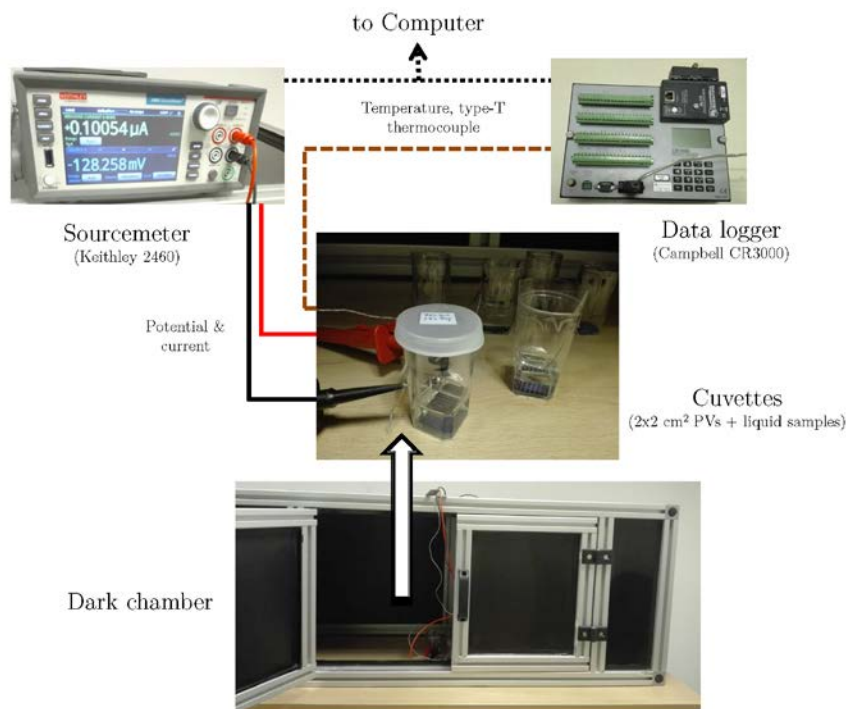 to Computer
KEITHLEY
+0.10054 µA
-128.258 mV
Temperature, type-T
thermocouple
Sourcemeter
(Keithley 2460)
Data logger
(Campbell CR3000)
Potential &
current
Cuvettes
(2x2 cm² PVs + liquid samples)
Dark chamber